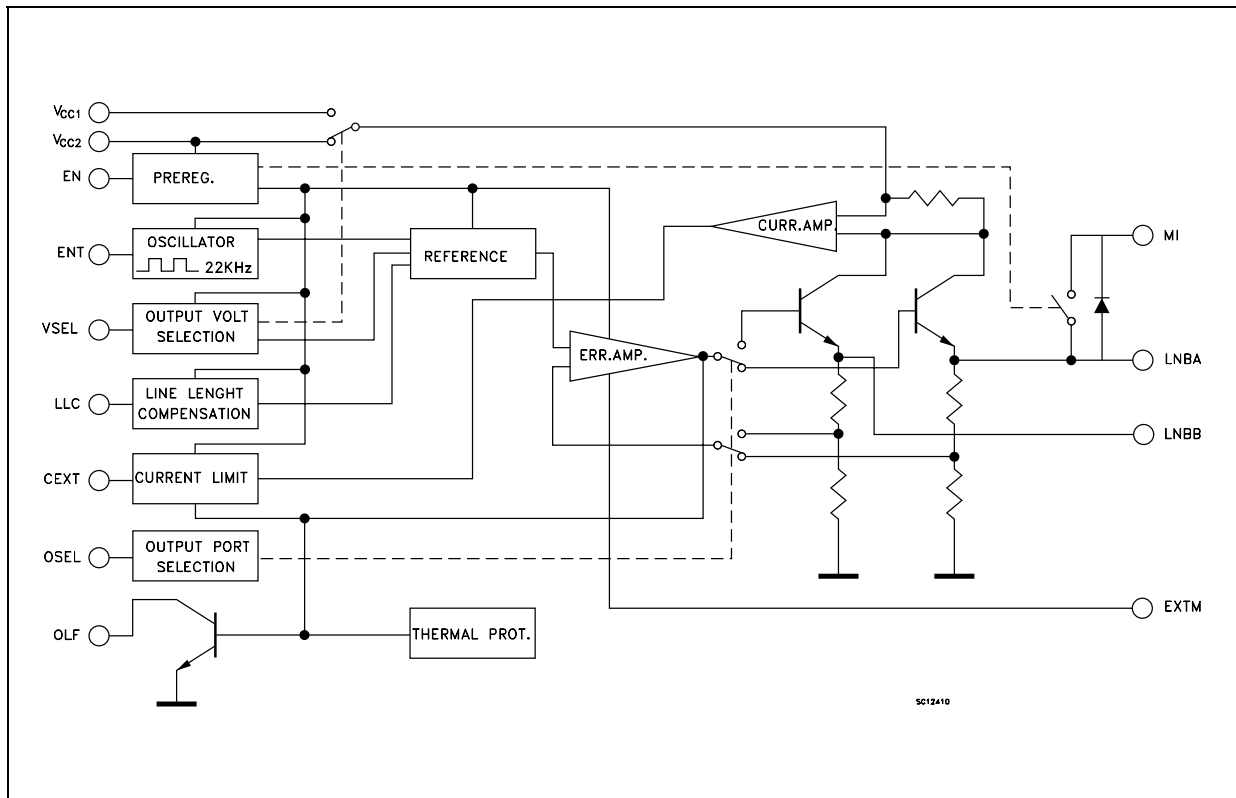 VCC1
VCC2
EN
PREREG.
ENT
OSCILLATOR
22KHz
VSEL
OUTPUT VOLT
SELECTION
LLC
LINE LENGHT
COMPENSATION
CEXT
CURRENT LIMIT
OSEL
OUTPUT PORT
SELECTION
OLF
THERMAL PROT.
REFERENCE
ERR.AMP.
CURR.AMP.
MI
LNBA
LNBB
EXTM
SC12410